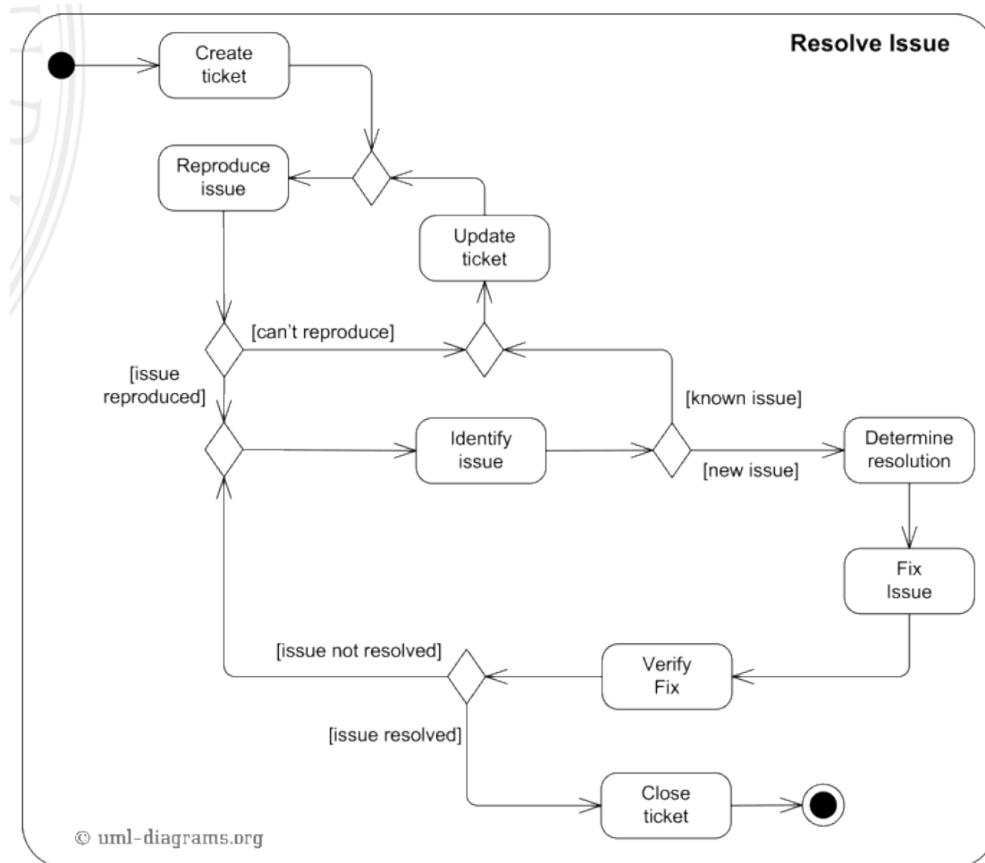 Resolve Issue
Create
ticket
Reproduce
issue
Update
ticket
[can't reproduce]
[issue
reproduced]
[known issue]
Identify
issue
[new issue]
Determine
resolution
Fix
Issue
[issue not resolved]
Verify
Fix
[issue resolved]
Close
ticket
© uml-diagrams.org